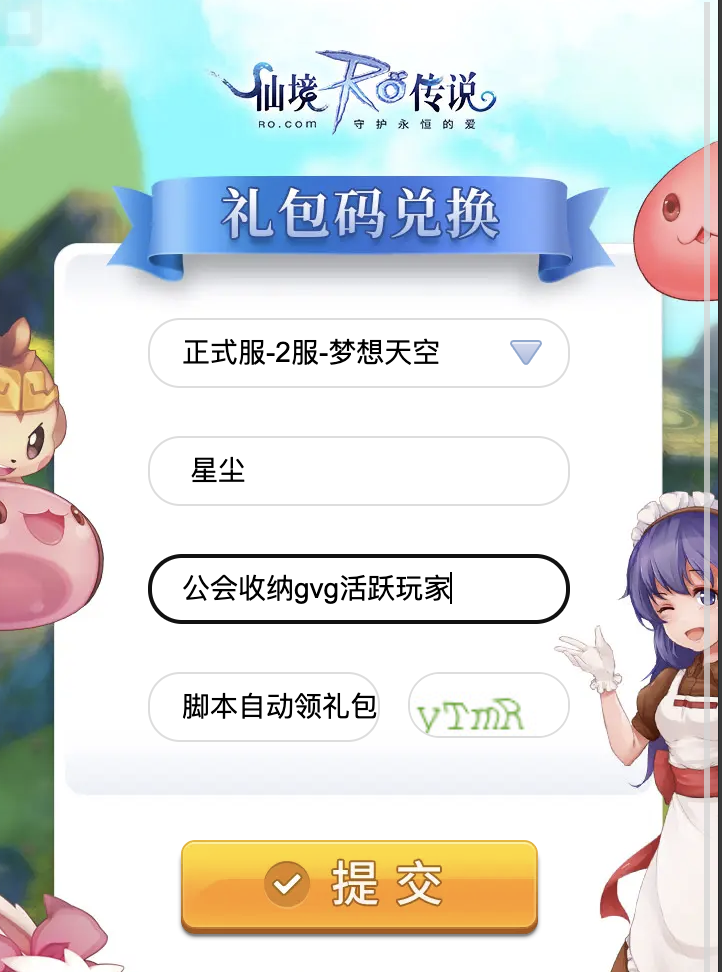 仙境RO传说
RO.COM 守护永恒的爱
礼包码兑换
正式服-2服-梦想天空
星尘
公会收纳gvg活跃玩家
脚本自动领礼包 yTmR
提交